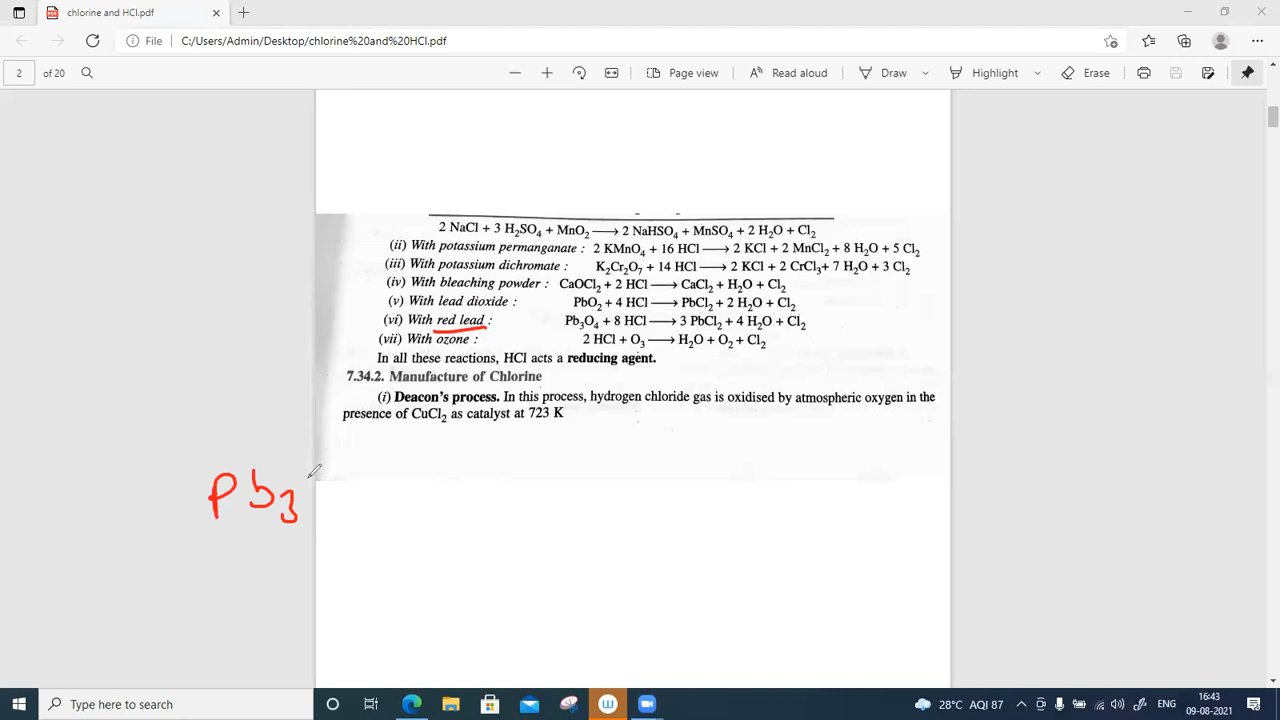 chlorine and HCl.pdf
File C:/Users/Admin/Desktop/chlorine%20and%20HCl.pdf
2 of 20 Page view Read aloud Draw Highlight Erase
2 NaCl + 3 H₂SO₄ + MnO₂ ⟶ 2 NaHSO₄ + MnSO₄ + 2 H₂O + Cl₂
(ii) With potassium permanganate : 2 KMnO₄ + 16 HCl ⟶ 2 KCl + 2 MnCl₂ + 8 H₂O + 5 Cl₂
(iii) With potassium dichromate : K₂Cr₂O₇ + 14 HCl ⟶ 2 KCl + 2 CrCl₃+ 7 H₂O + 3 Cl₂
(iv) With bleaching powder : CaOCl₂ + 2 HCl ⟶ CaCl₂ + H₂O + Cl₂
(v) With lead dioxide : PbO₂ + 4 HCl ⟶ PbCl₂ + 2 H₂O + Cl₂
(vi) With red lead : Pb₃O₄ + 8 HCl ⟶ 3 PbCl₂ + 4 H₂O + Cl₂
(vii) With ozone : 2 HCl + O₃ ⟶ H₂O + O₂ + Cl₂
In all these reactions, HCl acts a reducing agent.
7.34.2. Manufacture of Chlorine
(i) Deacon's process. In this process, hydrogen chloride gas is oxidised by atmospheric oxygen in the
presence of CuCl₂ as catalyst at 723 K
Pb₃
Type here to search
28°C AQI 87 ENG 16:43
09-08-2021